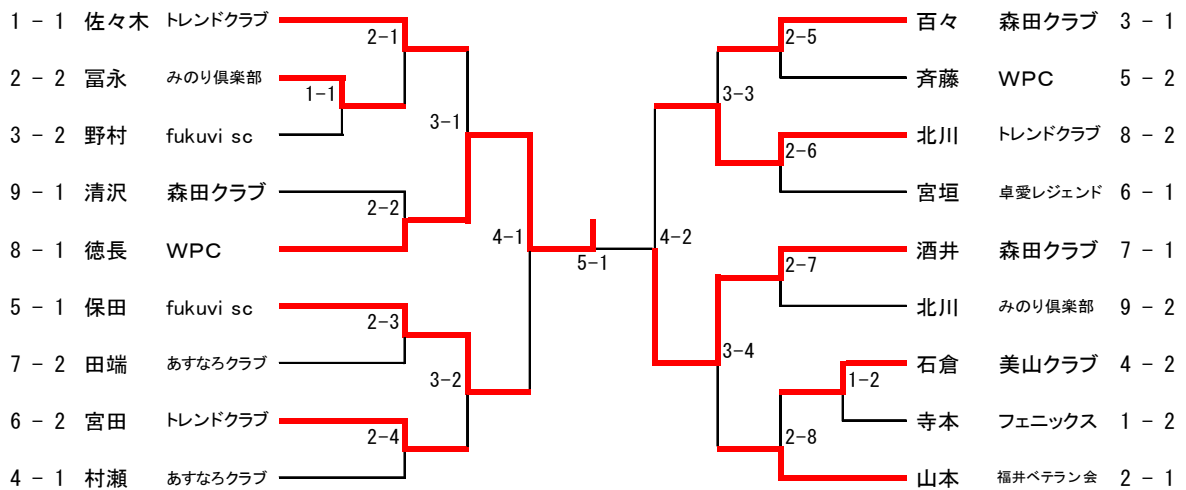 1 - 1 佐々木 トレンドクラブ
2 - 2 冨永 みのり倶楽部
3 - 2 野村 fukuvi sc
9 - 1 清沢 森田クラブ
8 - 1 徳長 WPC
5 - 1 保田 fukuvi sc
7 - 2 田端 あすなろクラブ
6 - 2 宮田 トレンドクラブ
4 - 1 村瀬 あすなろクラブ
2-1
1-1
3-1
2-2
4-1
2-3
3-2
2-4
5-1
4-2
2-5
3-3
2-6
2-7
3-4
1-2
2-8
百々 森田クラブ 3 - 1
斉藤 WPC 5 - 2
北川 トレンドクラブ 8 - 2
宮垣 卓愛レジェンド 6 - 1
酒井 森田クラブ 7 - 1
北川 みのり倶楽部 9 - 2
石倉 美山クラブ 4 - 2
寺本 フェニックス 1 - 2
山本 福井ベテラン会 2 - 1